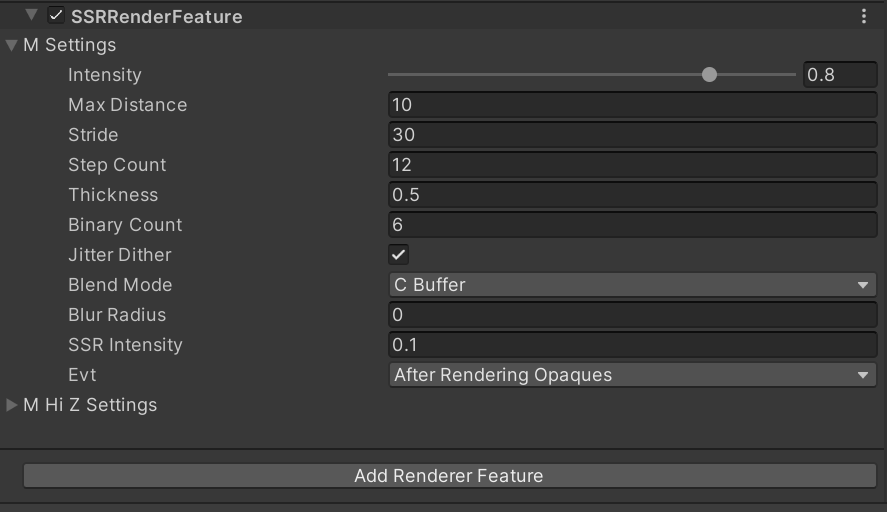 SSRRenderFeature
M Settings
Intensity 0.8
Max Distance 10
Stride 30
Step Count 12
Thickness 0.5
Binary Count 6
Jitter Dither
Blend Mode C Buffer
Blur Radius 0
SSR Intensity 0.1
Evt After Rendering Opaques
M Hi Z Settings
Add Renderer Feature